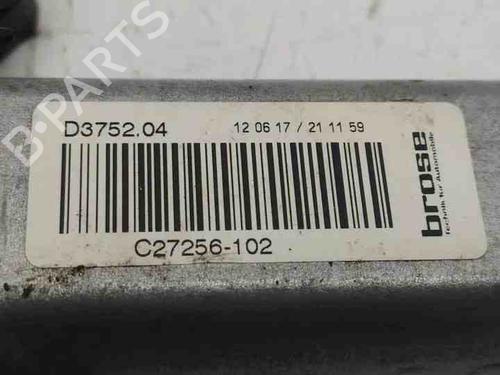 D3752.04
12 06 17 / 21 11 59
C27256-102
brose
Technik für Automobile
B-PARTS